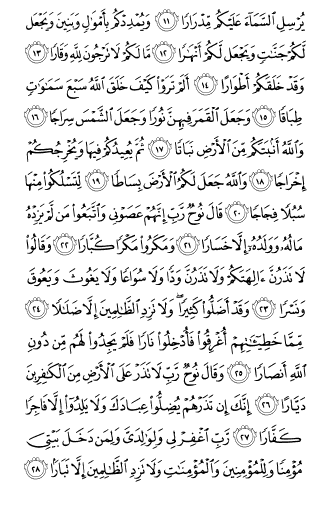 يُرْسِلِ ٱلسَّمَآءَ عَلَيْكُم مِّدْرَارًا ۝١١ وَيُمْدِدْكُم بِأَمْوَٰلٍ وَبَنِينَ وَيَجْعَل
لَّكُمْ جَنَّٰتٍ وَيَجْعَل لَّكُمْ أَنْهَٰرًا ۝١٢ مَّا لَكُمْ لَا تَرْجُونَ لِلَّهِ وَقَارًا ۝١٣
وَقَدْ خَلَقَكُمْ أَطْوَارًا ۝١٤ أَلَمْ تَرَوْا۟ كَيْفَ خَلَقَ ٱللَّهُ سَبْعَ سَمَٰوَٰتٍ
طِبَاقًا ۝١٥ وَجَعَلَ ٱلْقَمَرَ فِيهِنَّ نُورًا وَجَعَلَ ٱلشَّمْسَ سِرَاجًا ۝١٦
وَٱللَّهُ أَنۢبَتَكُم مِّنَ ٱلْأَرْضِ نَبَاتًا ۝١٧ ثُمَّ يُعِيدُكُمْ فِيهَا وَيُخْرِجُكُمْ
إِخْرَاجًا ۝١٨ وَٱللَّهُ جَعَلَ لَكُمُ ٱلْأَرْضَ بِسَاطًا ۝١٩ لِّتَسْلُكُوا۟ مِنْهَا
سُبُلًا فِجَاجًا ۝٢٠ قَالَ نُوحٌ رَّبِّ إِنَّهُمْ عَصَوْنِى وَٱتَّبَعُوا۟ مَن لَّمْ يَزِدْهُ
مَالُهُۥ وَوَلَدُهُۥٓ إِلَّا خَسَارًا ۝٢١ وَمَكَرُوا۟ مَكْرًا كُبَّارًا ۝٢٢ وَقَالُوا۟
لَا تَذَرُنَّ ءَالِهَتَكُمْ وَلَا تَذَرُنَّ وَدًّا وَلَا سُوَاعًا وَلَا يَغُوثَ وَيَعُوقَ
وَنَسْرًا ۝٢٣ وَقَدْ أَضَلُّوا۟ كَثِيرًا ۖ وَلَا تَزِدِ ٱلظَّٰلِمِينَ إِلَّا ضَلَٰلًا ۝٢٤
مِّمَّا خَطِيٓـَٰٔتِهِمْ أُغْرِقُوا۟ فَأُدْخِلُوا۟ نَارًا فَلَمْ يَجِدُوا۟ لَهُم مِّن دُونِ
ٱللَّهِ أَنصَارًا ۝٢٥ وَقَالَ نُوحٌ رَّبِّ لَا تَذَرْ عَلَى ٱلْأَرْضِ مِنَ ٱلْكَٰفِرِينَ
دَيَّارًا ۝٢٦ إِنَّكَ إِن تَذَرْهُمْ يُضِلُّوا۟ عِبَادَكَ وَلَا يَلِدُوٓا۟ إِلَّا فَاجِرًا
كَفَّارًا ۝٢٧ رَّبِّ ٱغْفِرْ لِى وَلِوَٰلِدَىَّ وَلِمَن دَخَلَ بَيْتِىَ
مُؤْمِنًا وَلِلْمُؤْمِنِينَ وَٱلْمُؤْمِنَٰتِ وَلَا تَزِدِ ٱلظَّٰلِمِينَ إِلَّا تَبَارًۢا ۝٢٨